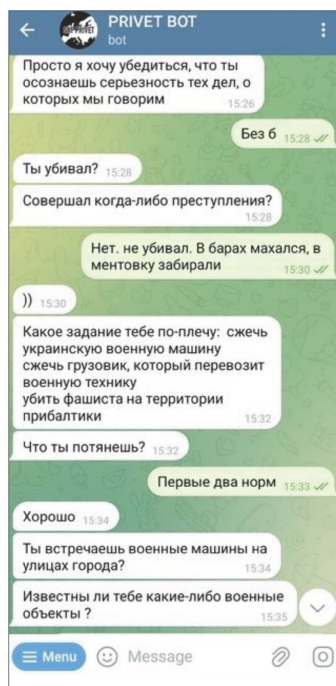 PRIVET BOT
bot
Просто я хочу убедиться, что ты
осознаешь серьезность тех дел, о
которых мы говорим
15:26
Без б 15:28
Ты убивал? 15:28
Совершал когда-либо преступления?
15:28
Нет. не убивал. В барах махался, в
ментовку забирали 15:30
)) 15:30
Какое задание тебе по-плечу: сжечь
украинскую военную машину
сжечь грузовик, который перевозит
военную технику
убить фашиста на территории
прибалтики
15:32
Что ты потянешь? 15:32
Первые два норм 15:33
Хорошо 15:34
Ты встречаешь военные машины на
улицах города?
15:34
Известны ли тебе какие-либо военные
объекты ?
15:35
Menu
Message